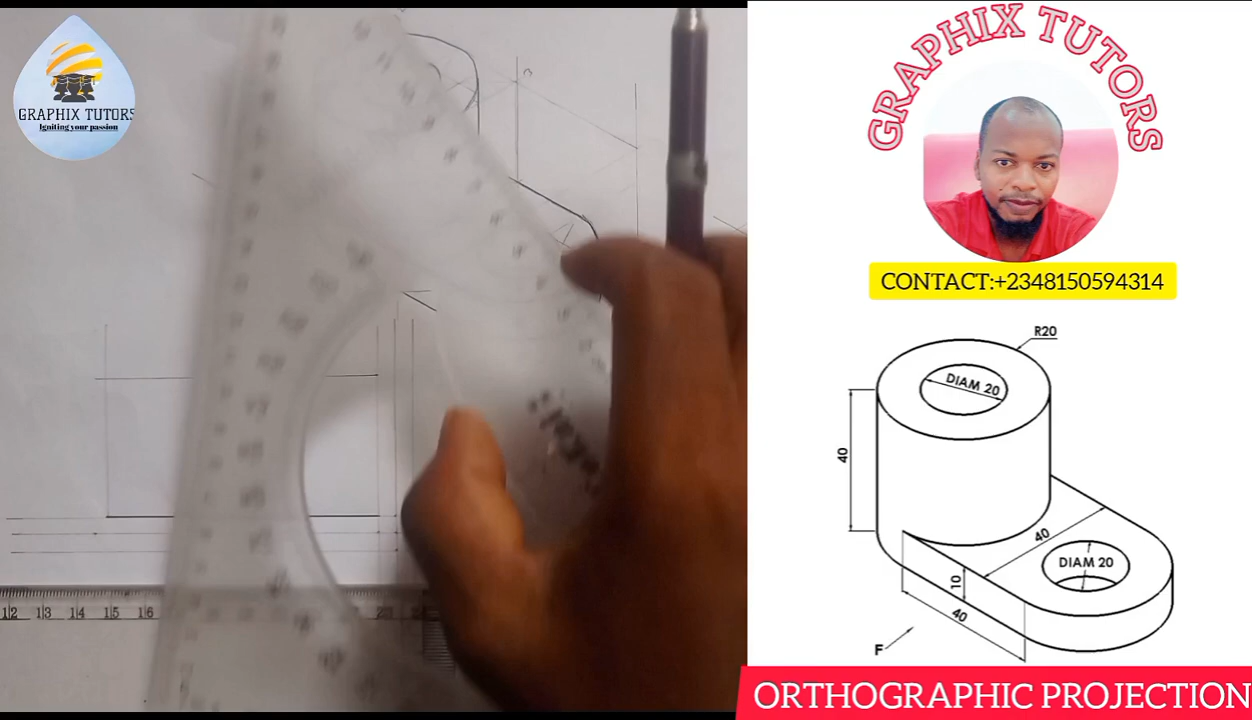 GRAPHIX TUTORS
Igniting your passion
12 13 14 15 16
GRAPHIX TUTORS
CONTACT:+2348150594314
R20
DIAM 20
40
40
DIAM 20
10
40
F
ORTHOGRAPHIC PROJECTION